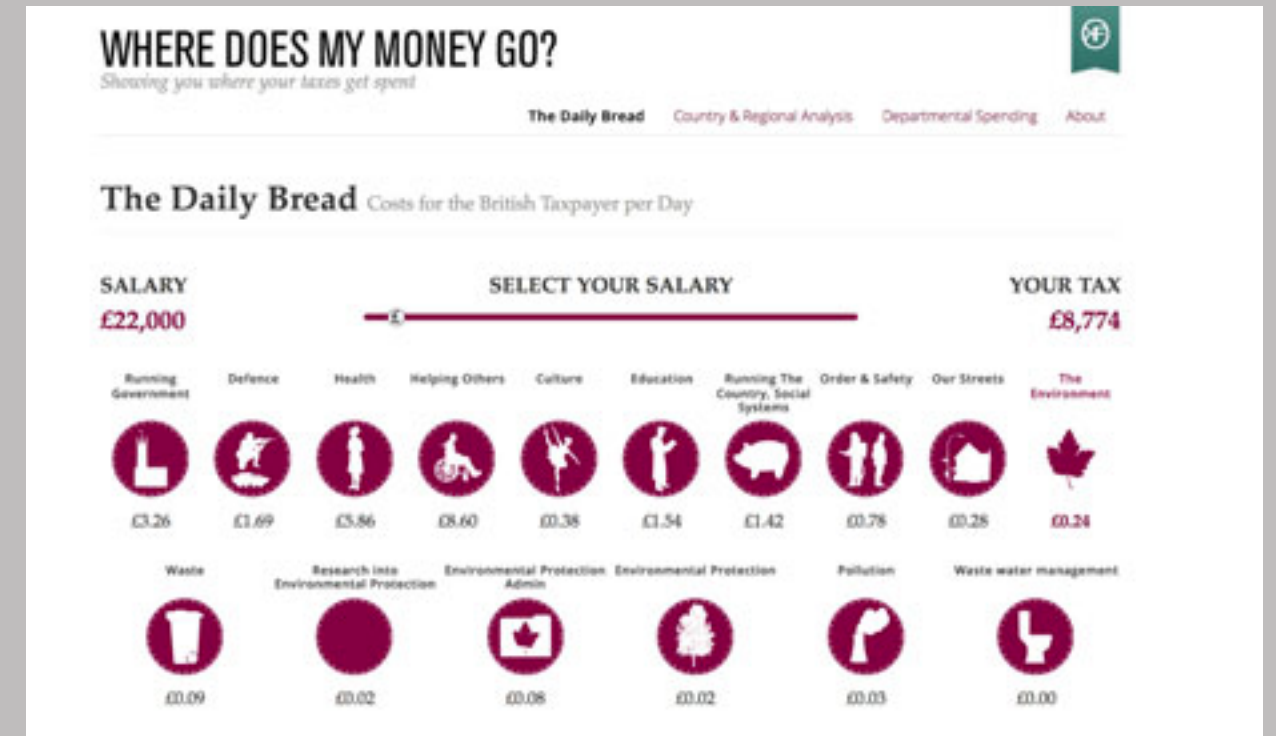 WHERE DOES MY MONEY GO?
Showing you where your taxes get spent
The Daily Bread Country & Regional Analysis Departmental Spending About
The Daily Bread Costs for the British Taxpayer per Day
SALARY SELECT YOUR SALARY YOUR TAX
£22,000 £ £8,774
Running Government Defence Health Helping Others Culture Education Running The Country, Social Systems Order & Safety Our Streets The Environment
£3.26 £1.69 £5.86 £8.60 £0.38 £1.54 £1.42 £0.78 £0.28 £0.24
Waste Research into Environmental Protection Environmental Protection Admin Environmental Protection Pollution Waste water management
£0.09 £0.02 £0.08 £0.02 £0.03 £0.00